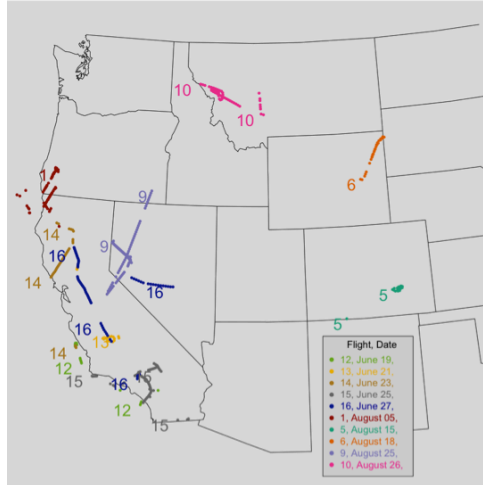 10
10
6
1
9
14
9
16
14
16
5
5
16
13
14
12
15
16
15
12
15
Flight, Date
12, June 19,
13, June 21,
14, June 23,
15, June 25,
16, June 27,
1, August 05,
5, August 15,
6, August 18,
9, August 25,
10, August 26,